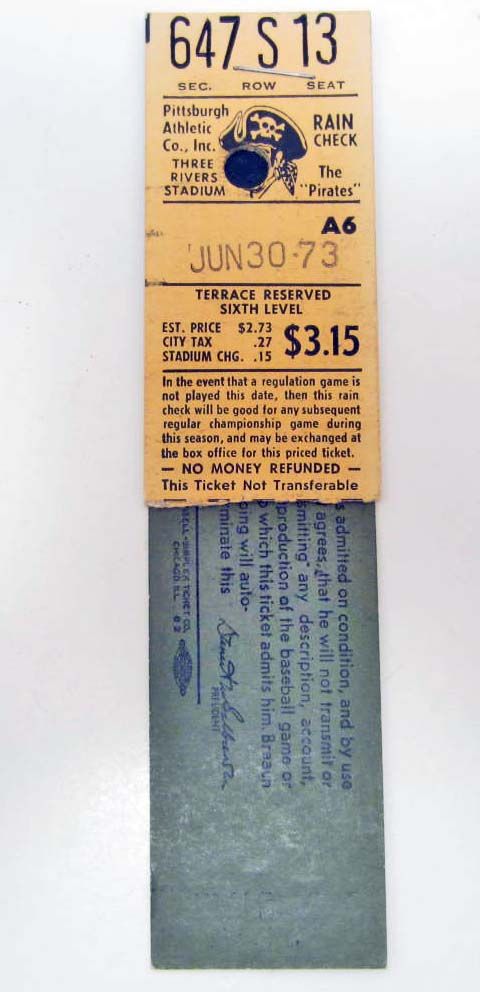 647 S 13
SEC. ROW SEAT
Pittsburgh
Athletic
Co., Inc.
THREE
RIVERS
STADIUM
RAIN
CHECK
The
"Pirates"
A6
JUN 30-73
TERRACE RESERVED
SIXTH LEVEL
EST. PRICE $2.73
CITY TAX .27
STADIUM CHG. .15
$3.15
In the event that a regulation game is
not played this date, then this rain
check will be good for any subsequent
regular championship game during
this season, and may be exchanged at
the box office for this priced ticket.
— NO MONEY REFUNDED —
This Ticket Not Transferable
admitted on condition, and by use
agrees, that he will not transmit or
any description, account,
production of the baseball game or
which this ticket admits him. Breach
will auto-
this
PRESIDENT
TICKET CO.
CHICAGO, ILL.